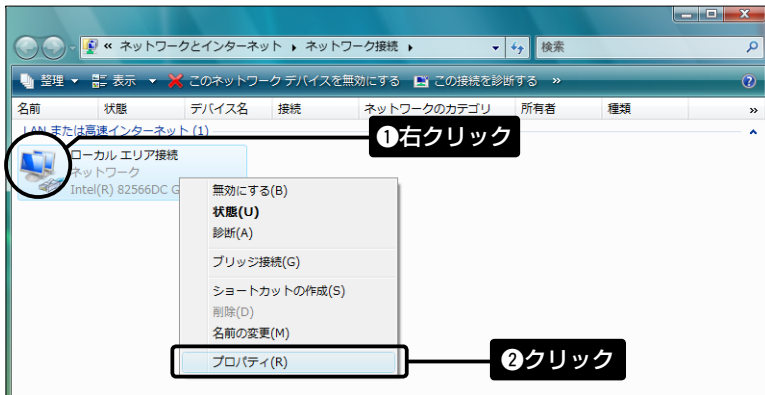 « ネットワークとインターネット ▸ ネットワーク接続 ▸ 検索
整理 ▼ 表示 ▼ このネットワーク デバイスを無効にする この接続を診断する »
名前 状態 デバイス名 接続 ネットワークのカテゴリ 所有者 種類 »
LAN または高速インターネット (1)
❶右クリック
ローカル エリア接続
ネットワーク
Intel(R) 82566DC G
無効にする(B)
状態(U)
診断(A)
ブリッジ接続(G)
ショートカットの作成(S)
削除(D)
名前の変更(M)
プロパティ(R)
❷クリック